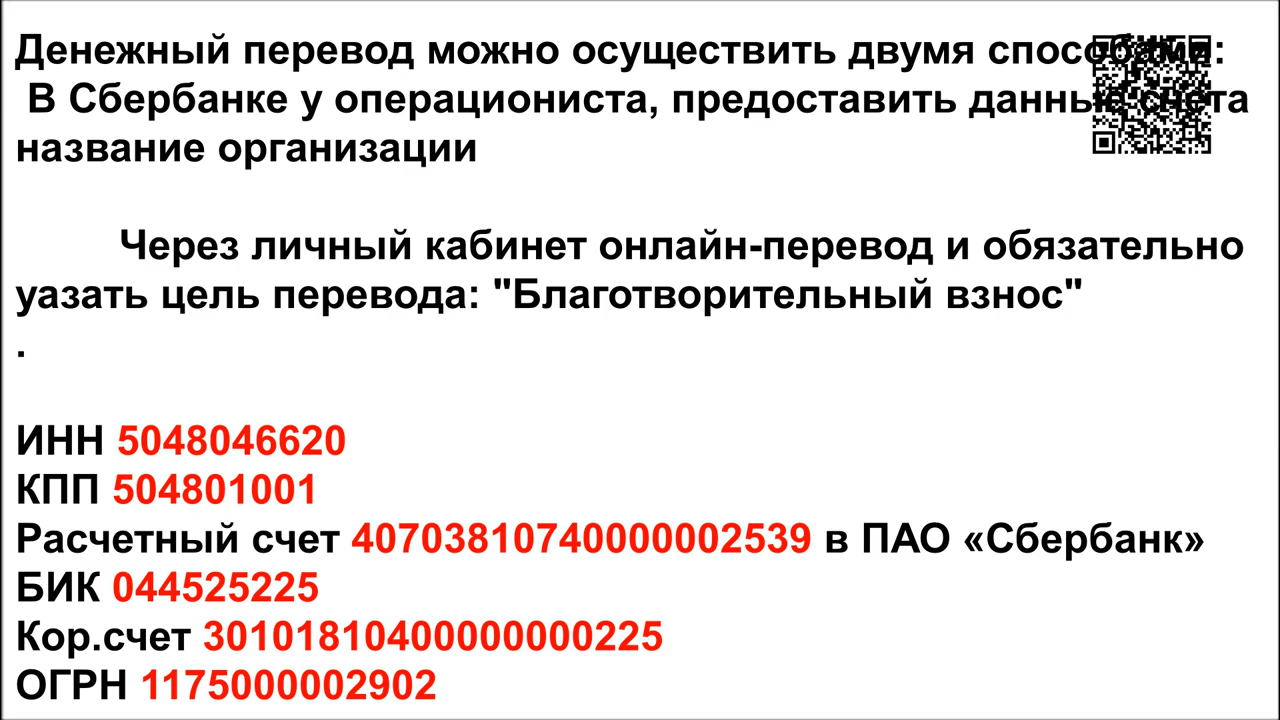 Денежный перевод можно осуществить двумя способами:
В Сбербанке у операциониста, предоставить данные счета
название организации
Через личный кабинет онлайн-перевод и обязательно
уазать цель перевода: "Благотворительный взнос"
.
ИНН 5048046620
КПП 504801001
Расчетный счет 40703810740000002539 в ПАО «Сбербанк»
БИК 044525225
Кор.счет 30101810400000000225
ОГРН 1175000002902